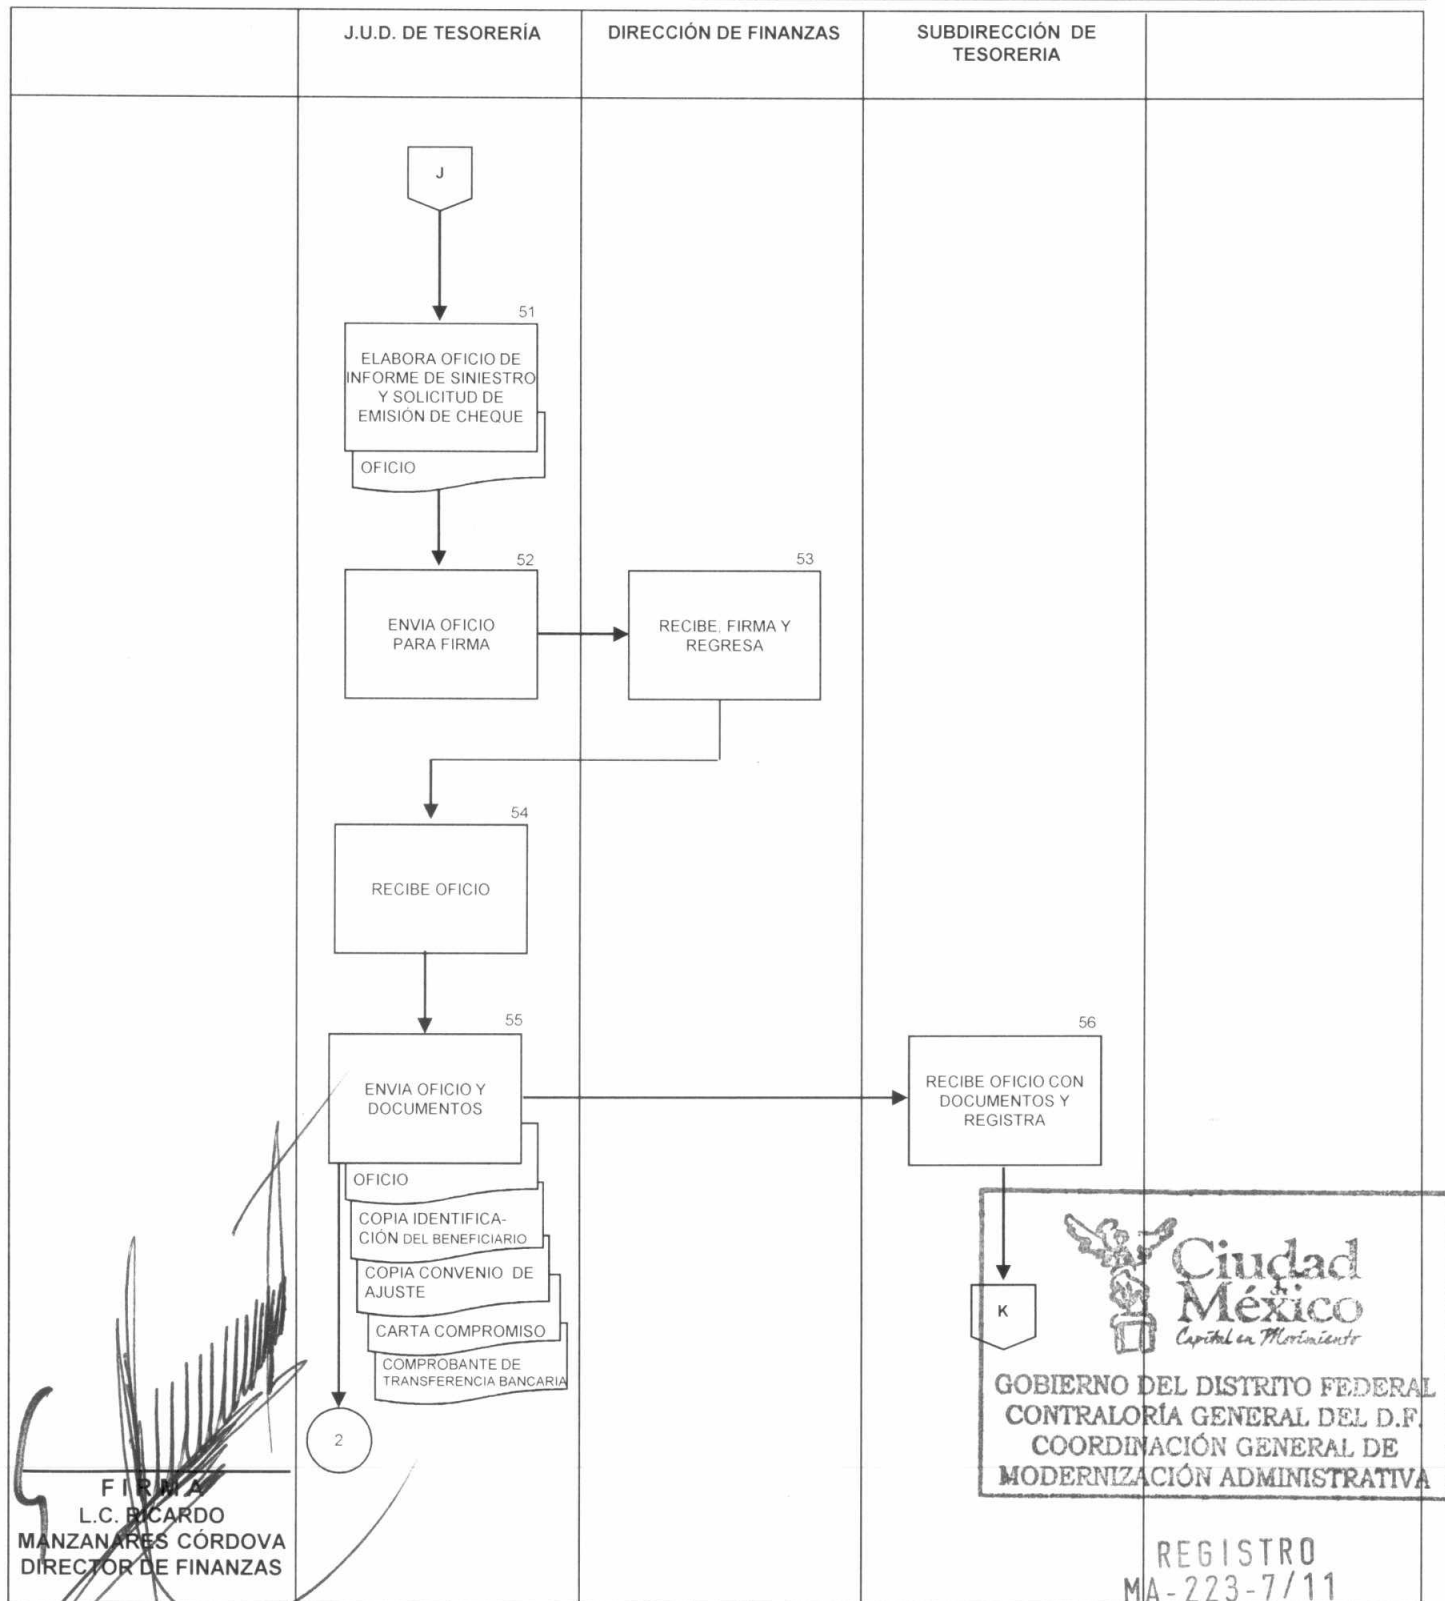 J.U.D. DE TESORERÍA
DIRECCIÓN DE FINANZAS
SUBDIRECCIÓN DE
TESORERIA
J
51
ELABORA OFICIO DE
INFORME DE SINIESTRO
Y SOLICITUD DE
EMISIÓN DE CHEQUE
OFICIO
52
ENVIA OFICIO
PARA FIRMA
53
RECIBE, FIRMA Y
REGRESA
54
RECIBE OFICIO
55
ENVIA OFICIO Y
DOCUMENTOS
56
RECIBE OFICIO CON
DOCUMENTOS Y
REGISTRA
OFICIO
COPIA IDENTIFICA-
CIÓN DEL BENEFICIARIO
COPIA CONVENIO DE
AJUSTE
CARTA COMPROMISO
COMPROBANTE DE
TRANSFERENCIA BANCARIA
2
K
Ciudad
de
México
Capital en Movimiento
GOBIERNO DEL DISTRITO FEDERAL
CONTRALORÍA GENERAL DEL D.F.
COORDINACIÓN GENERAL DE
MODERNIZACIÓN ADMINISTRATIVA
FIRMA
L.C. RICARDO
MANZANARES CÓRDOVA
DIRECTOR DE FINANZAS
REGISTRO
MA-223-7/11